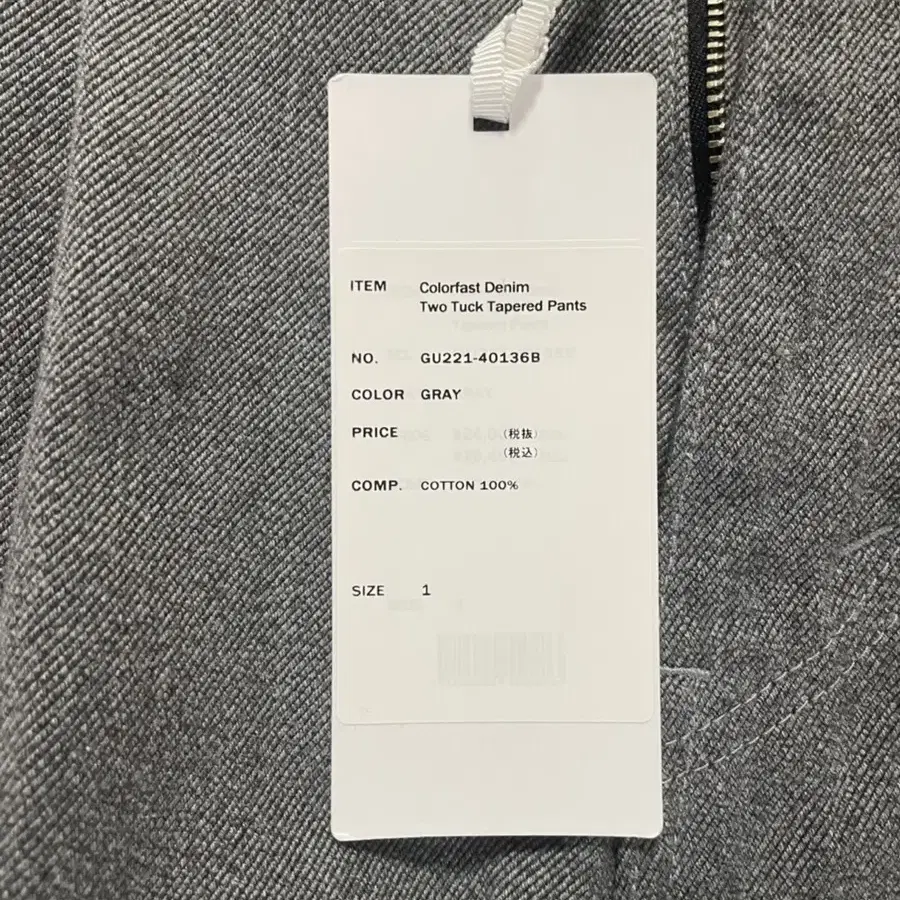 ITEM Colorfast Denim
Two Tuck Tapered Pants
NO. GU221-40136B
COLOR GRAY
PRICE (税抜)
(税込)
COMP. COTTON 100%
SIZE 1